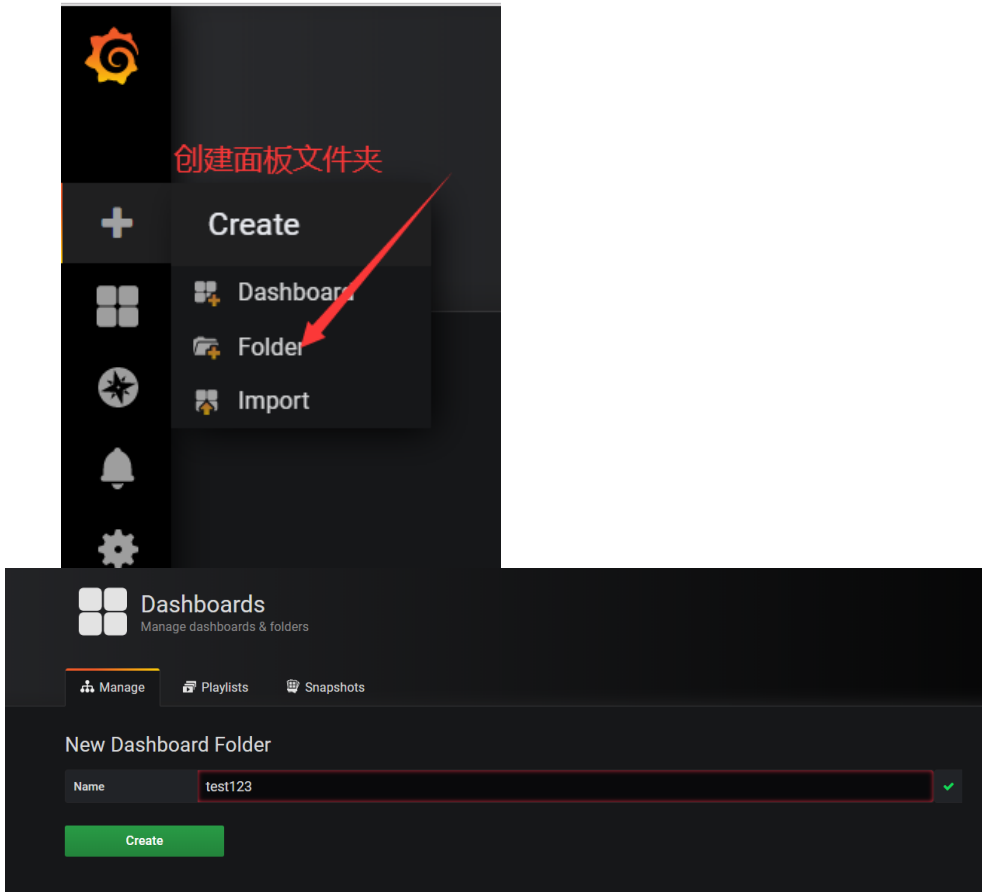 创建面板文件夹
Create
Dashboard
Folder
Import
Dashboards
Manage dashboards & folders
Manage Playlists Snapshots
New Dashboard Folder
Name test123
Create